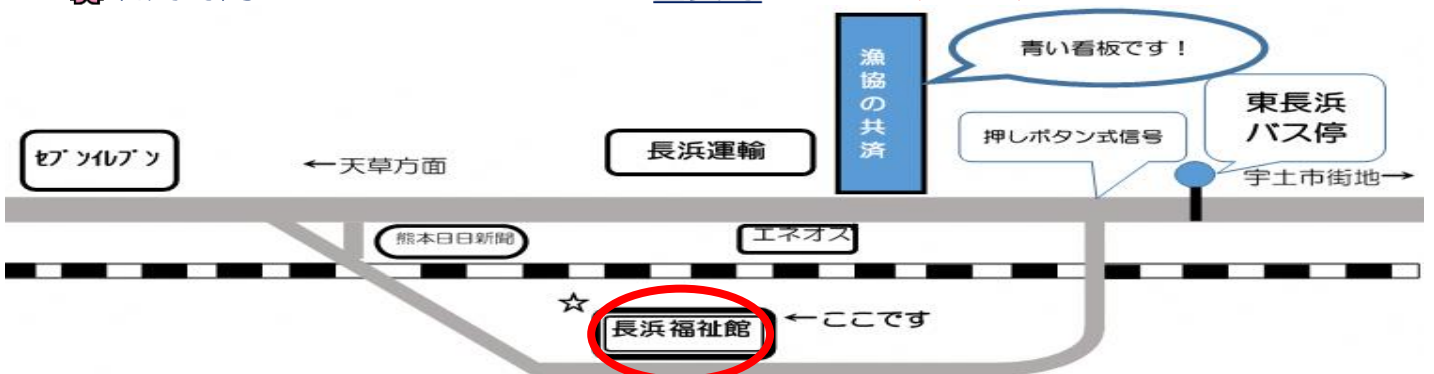 青い看板です!
漁協の共済
東長浜
バス停
押しボタン式信号
セブンイレブン
←天草方面
長浜運輸
宇土市街地→
熊本日日新聞
エネオス
☆
長浜福祉館
←ここです